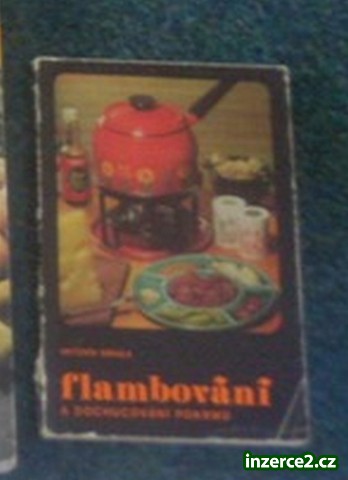 flambování
A DOCHUCOVÁNÍ POKRMŮ
inzerce2.cz